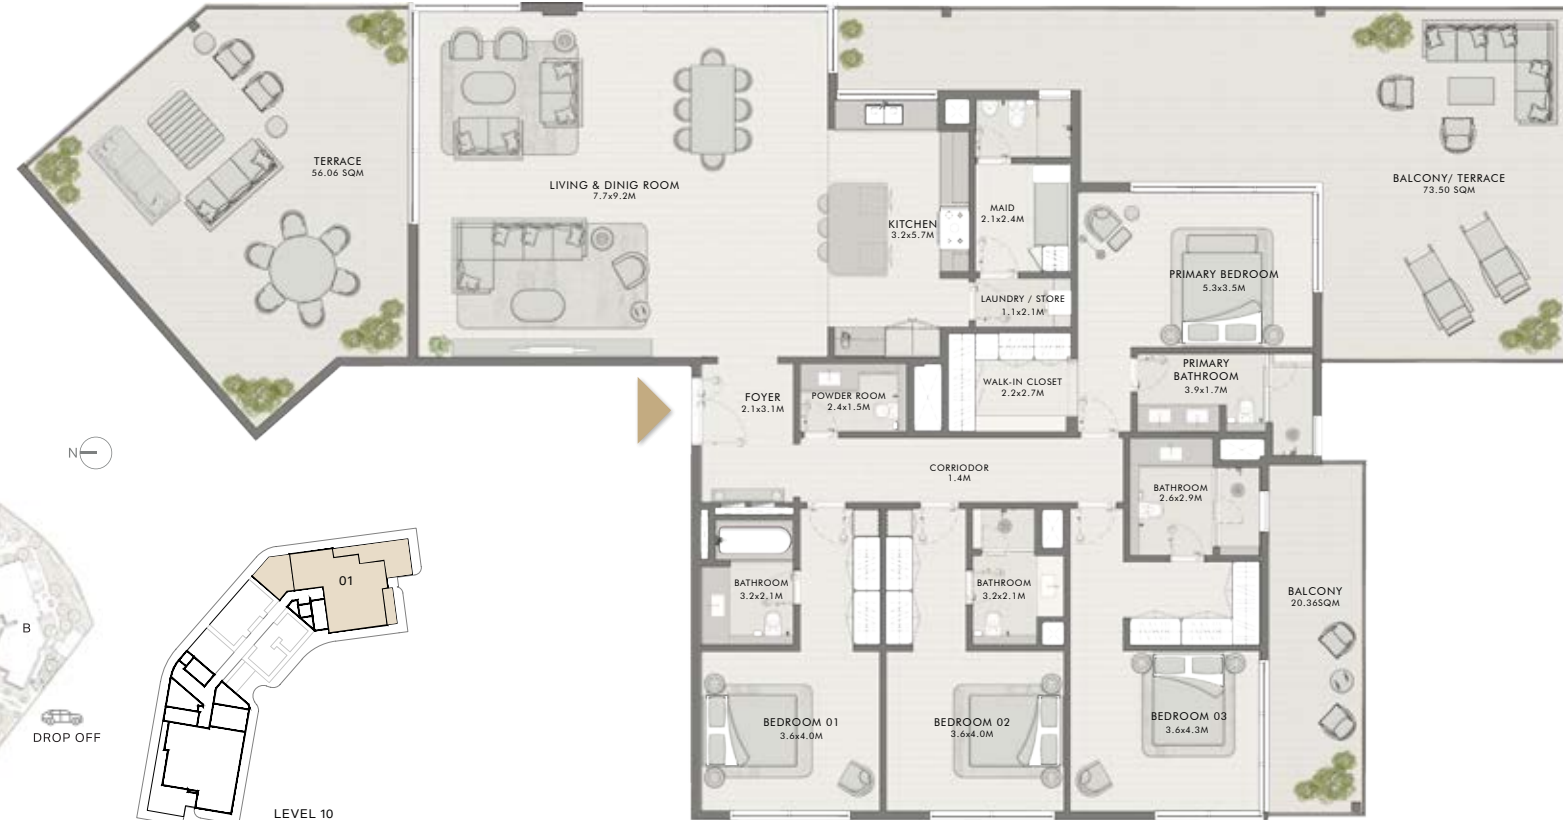 TERRACE
56.06 SQM
LIVING & DINIG ROOM
7.7x9.2M
KITCHEN
3.2x5.7M
MAID
2.1x2.4M
LAUNDRY / STORE
1.1x2.1M
BALCONY/ TERRACE
73.50 SQM
PRIMARY BEDROOM
5.3x3.5M
PRIMARY
BATHROOM
3.9x1.7M
WALK-IN CLOSET
2.2x2.7M
POWDER ROOM
2.4x1.5M
FOYER
2.1x3.1M
CORRIODOR
1.4M
BATHROOM
2.6x2.9M
BATHROOM
3.2x2.1M
BATHROOM
3.2x2.1M
BALCONY
20.36SQM
BEDROOM 01
3.6x4.0M
BEDROOM 02
3.6x4.0M
BEDROOM 03
3.6x4.3M
N
01
B
DROP OFF
LEVEL 10